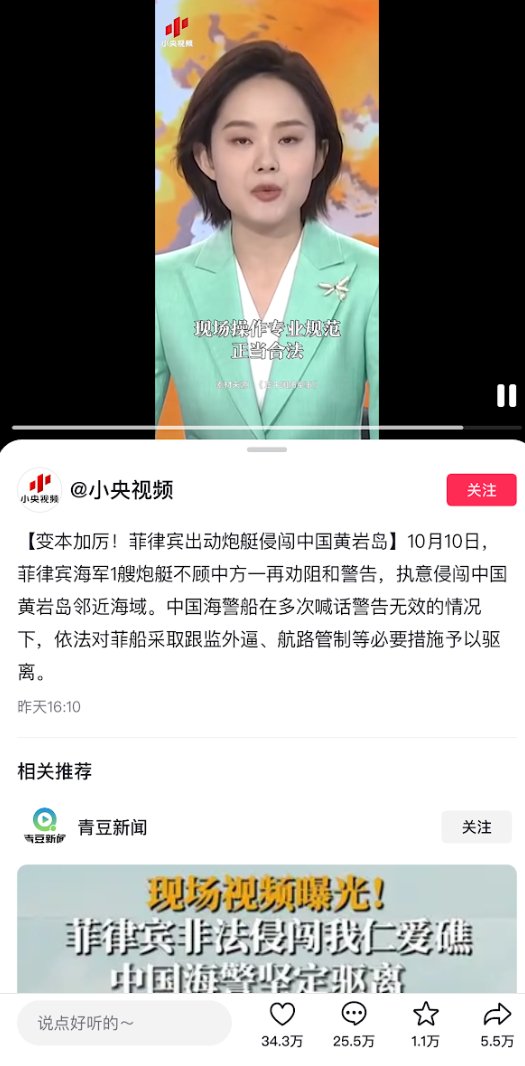 小央视频
现场操作专业规范
正当合法
小央视频
@小央视频
关注
【变本加厉！菲律宾出动炮艇侵闯中国黄岩岛】10月10日，
菲律宾海军1艘炮艇不顾中方一再劝阻和警告，执意侵闯中国
黄岩岛邻近海域。中国海警船在多次喊话警告无效的情况
下，依法对菲船采取跟监外逼、航路管制等必要措施予以驱
离。
昨天16:10
相关推荐
青豆新闻
青豆新闻
关注
现场视频曝光！
菲律宾非法侵闯我仁爱礁
中国海警坚定驱离
说点好听的～
34.3万
25.5万
1.1万
5.5万